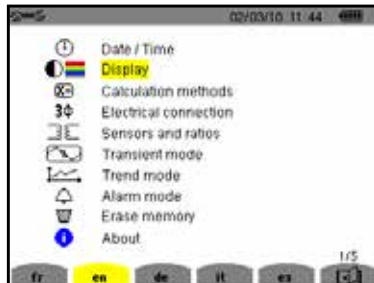 02/03/10 11:44
Date / Time
Display
Calculation methods
3φ Electrical connection
Sensors and ratios
Transient mode
Trend mode
Alarm mode
Erase memory
About
1/5
fr en de it es